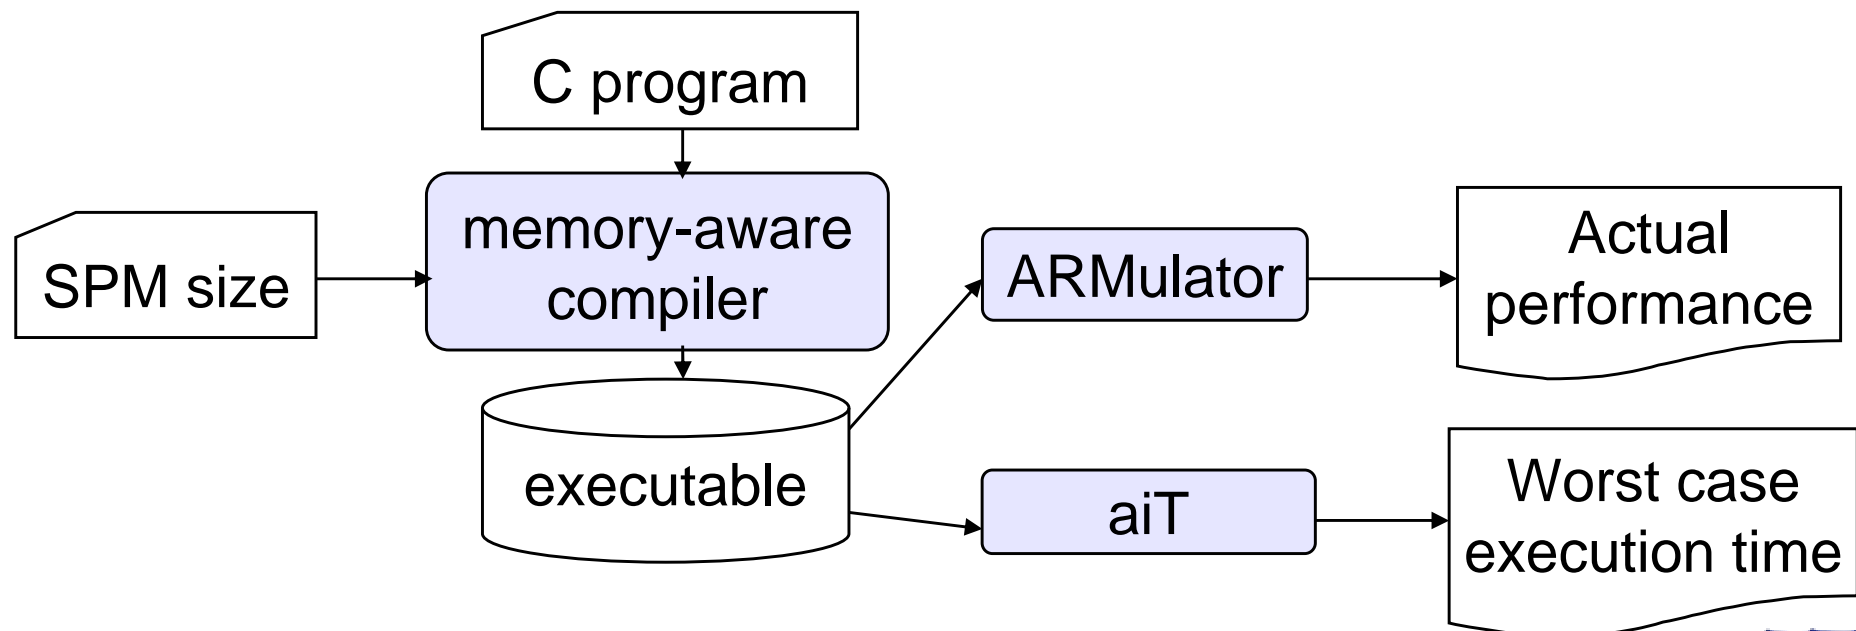 C program
SPM size
memory-aware
compiler
executable
ARMulator
Actual
performance
aiT
Worst case
execution time